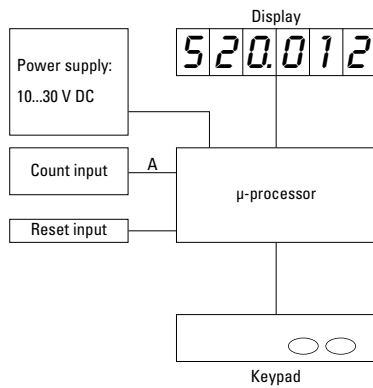 Display
520.012
Power supply:
10...30 V DC
Count input
A
µ-processor
Reset input
Keypad